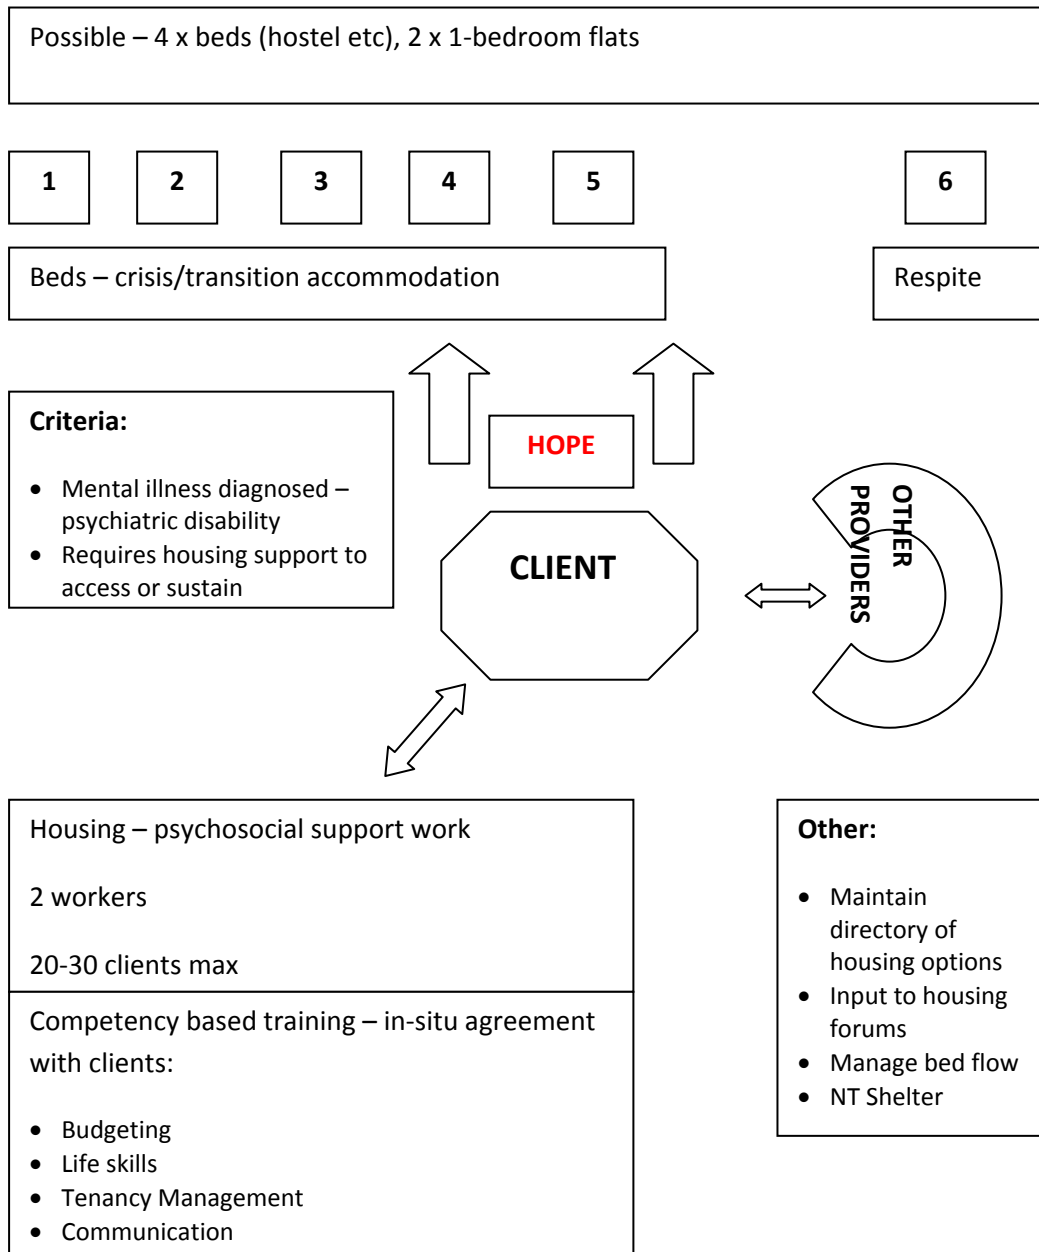 Possible – 4 x beds (hostel etc), 2 x 1-bedroom flats
1
2
3
4
5
6
Beds – crisis/transition accommodation
Respite
Criteria:
• Mental illness diagnosed –
psychiatric disability
• Requires housing support to
access or sustain
HOPE
CLIENT
OTHER
PROVIDERS
Housing – psychosocial support work
2 workers
20-30 clients max
Competency based training – in-situ agreement
with clients:
• Budgeting
• Life skills
• Tenancy Management
• Communication
Other:
• Maintain
directory of
housing options
• Input to housing
forums
• Manage bed flow
• NT Shelter